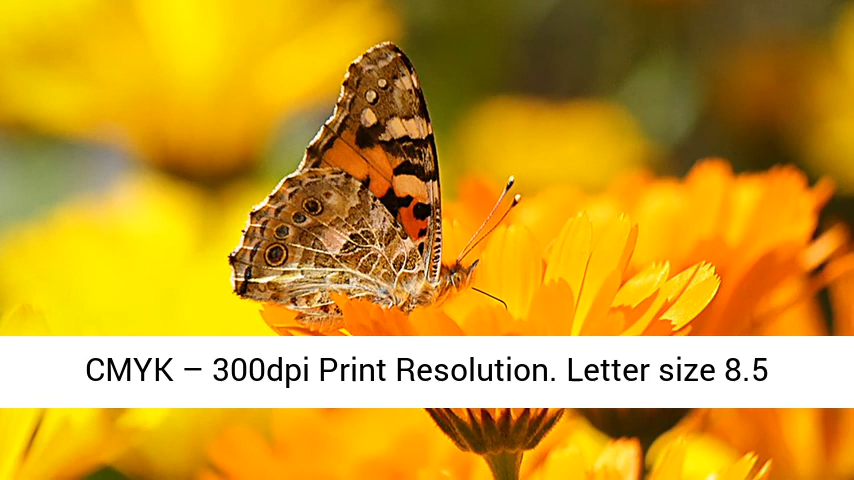 CMYK – 300dpi Print Resolution. Letter size 8.5